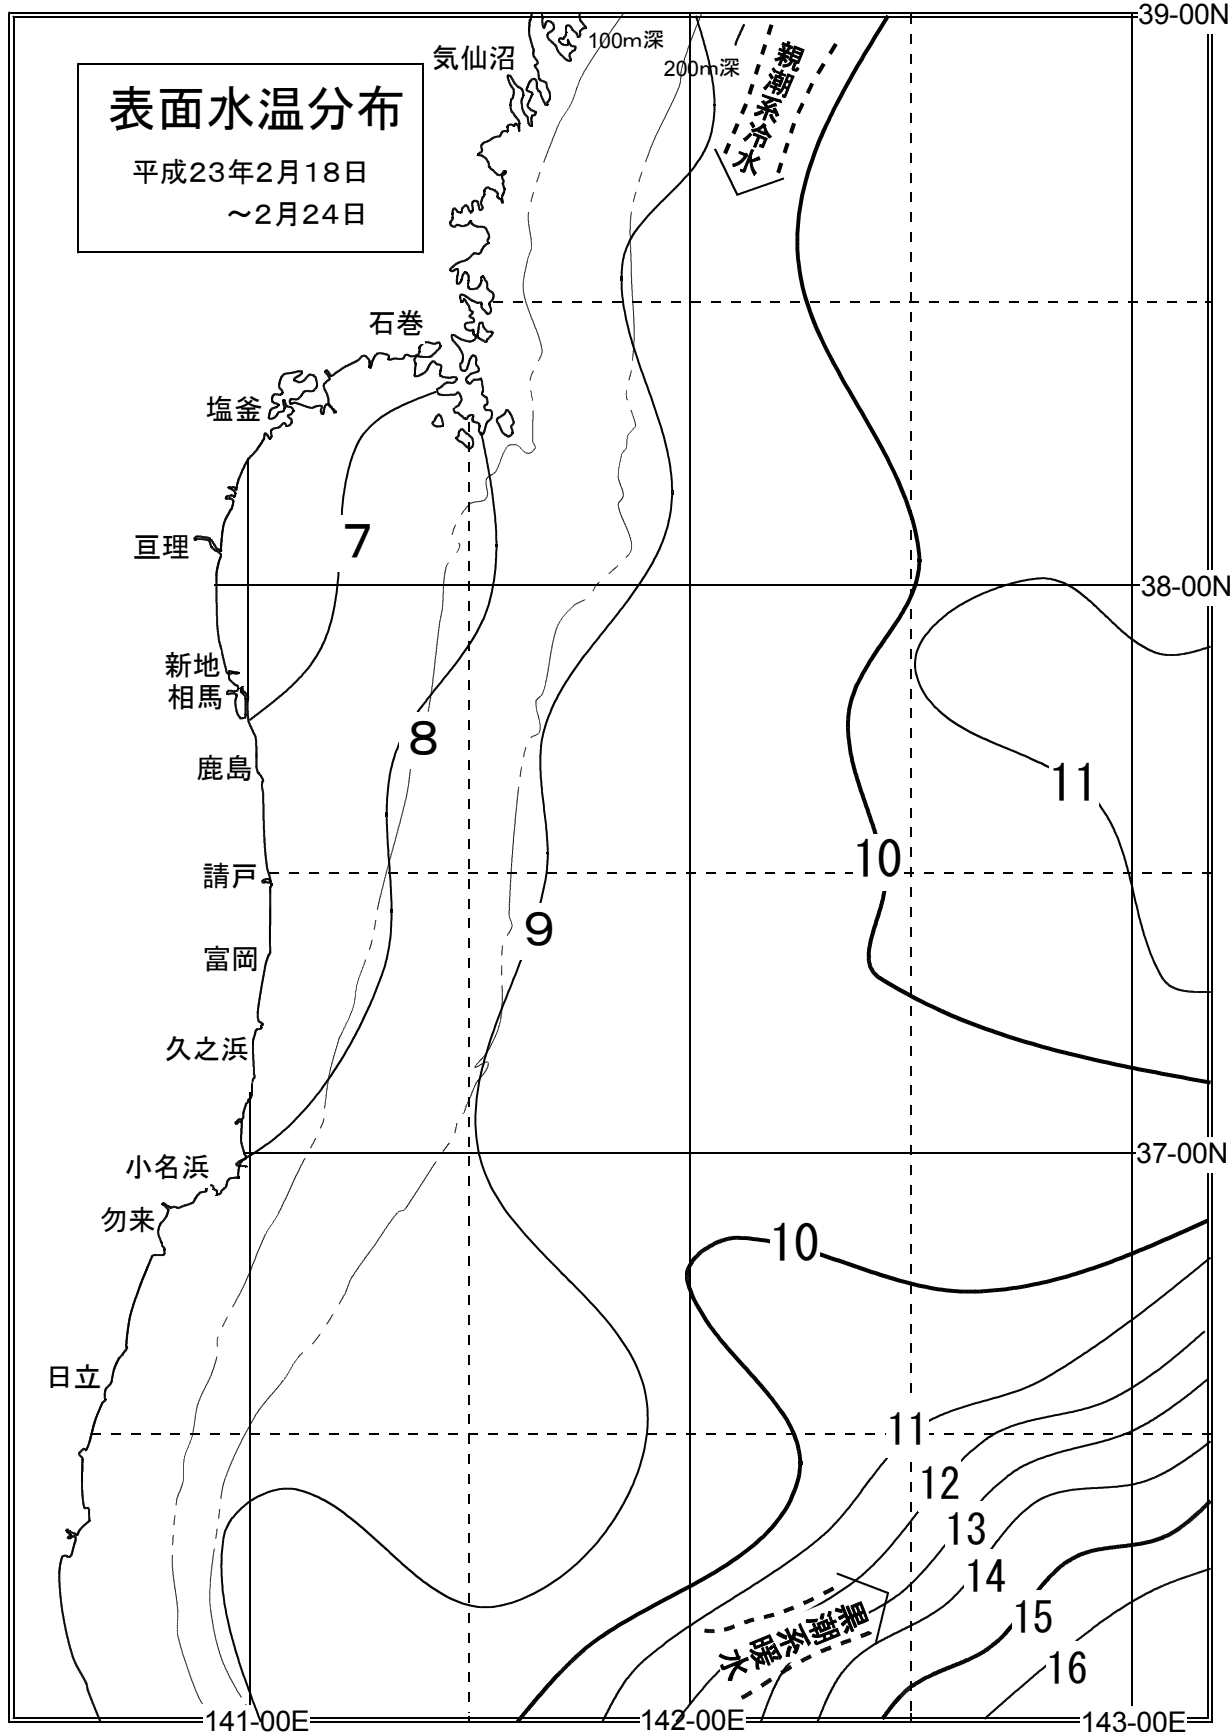 39-00N
100m深
気仙沼
200m深
親潮系冷水
表面水温分布
平成23年2月18日
～2月24日
石巻
塩釜
7
亘理
38-00N
新地
相馬
8
鹿島
11
10
請戸
9
富岡
久之浜
37-00N
小名浜
勿来
10
日立
11
12
13
14
15
黒潮系暖水
16
141-00E
142-00E
143-00E